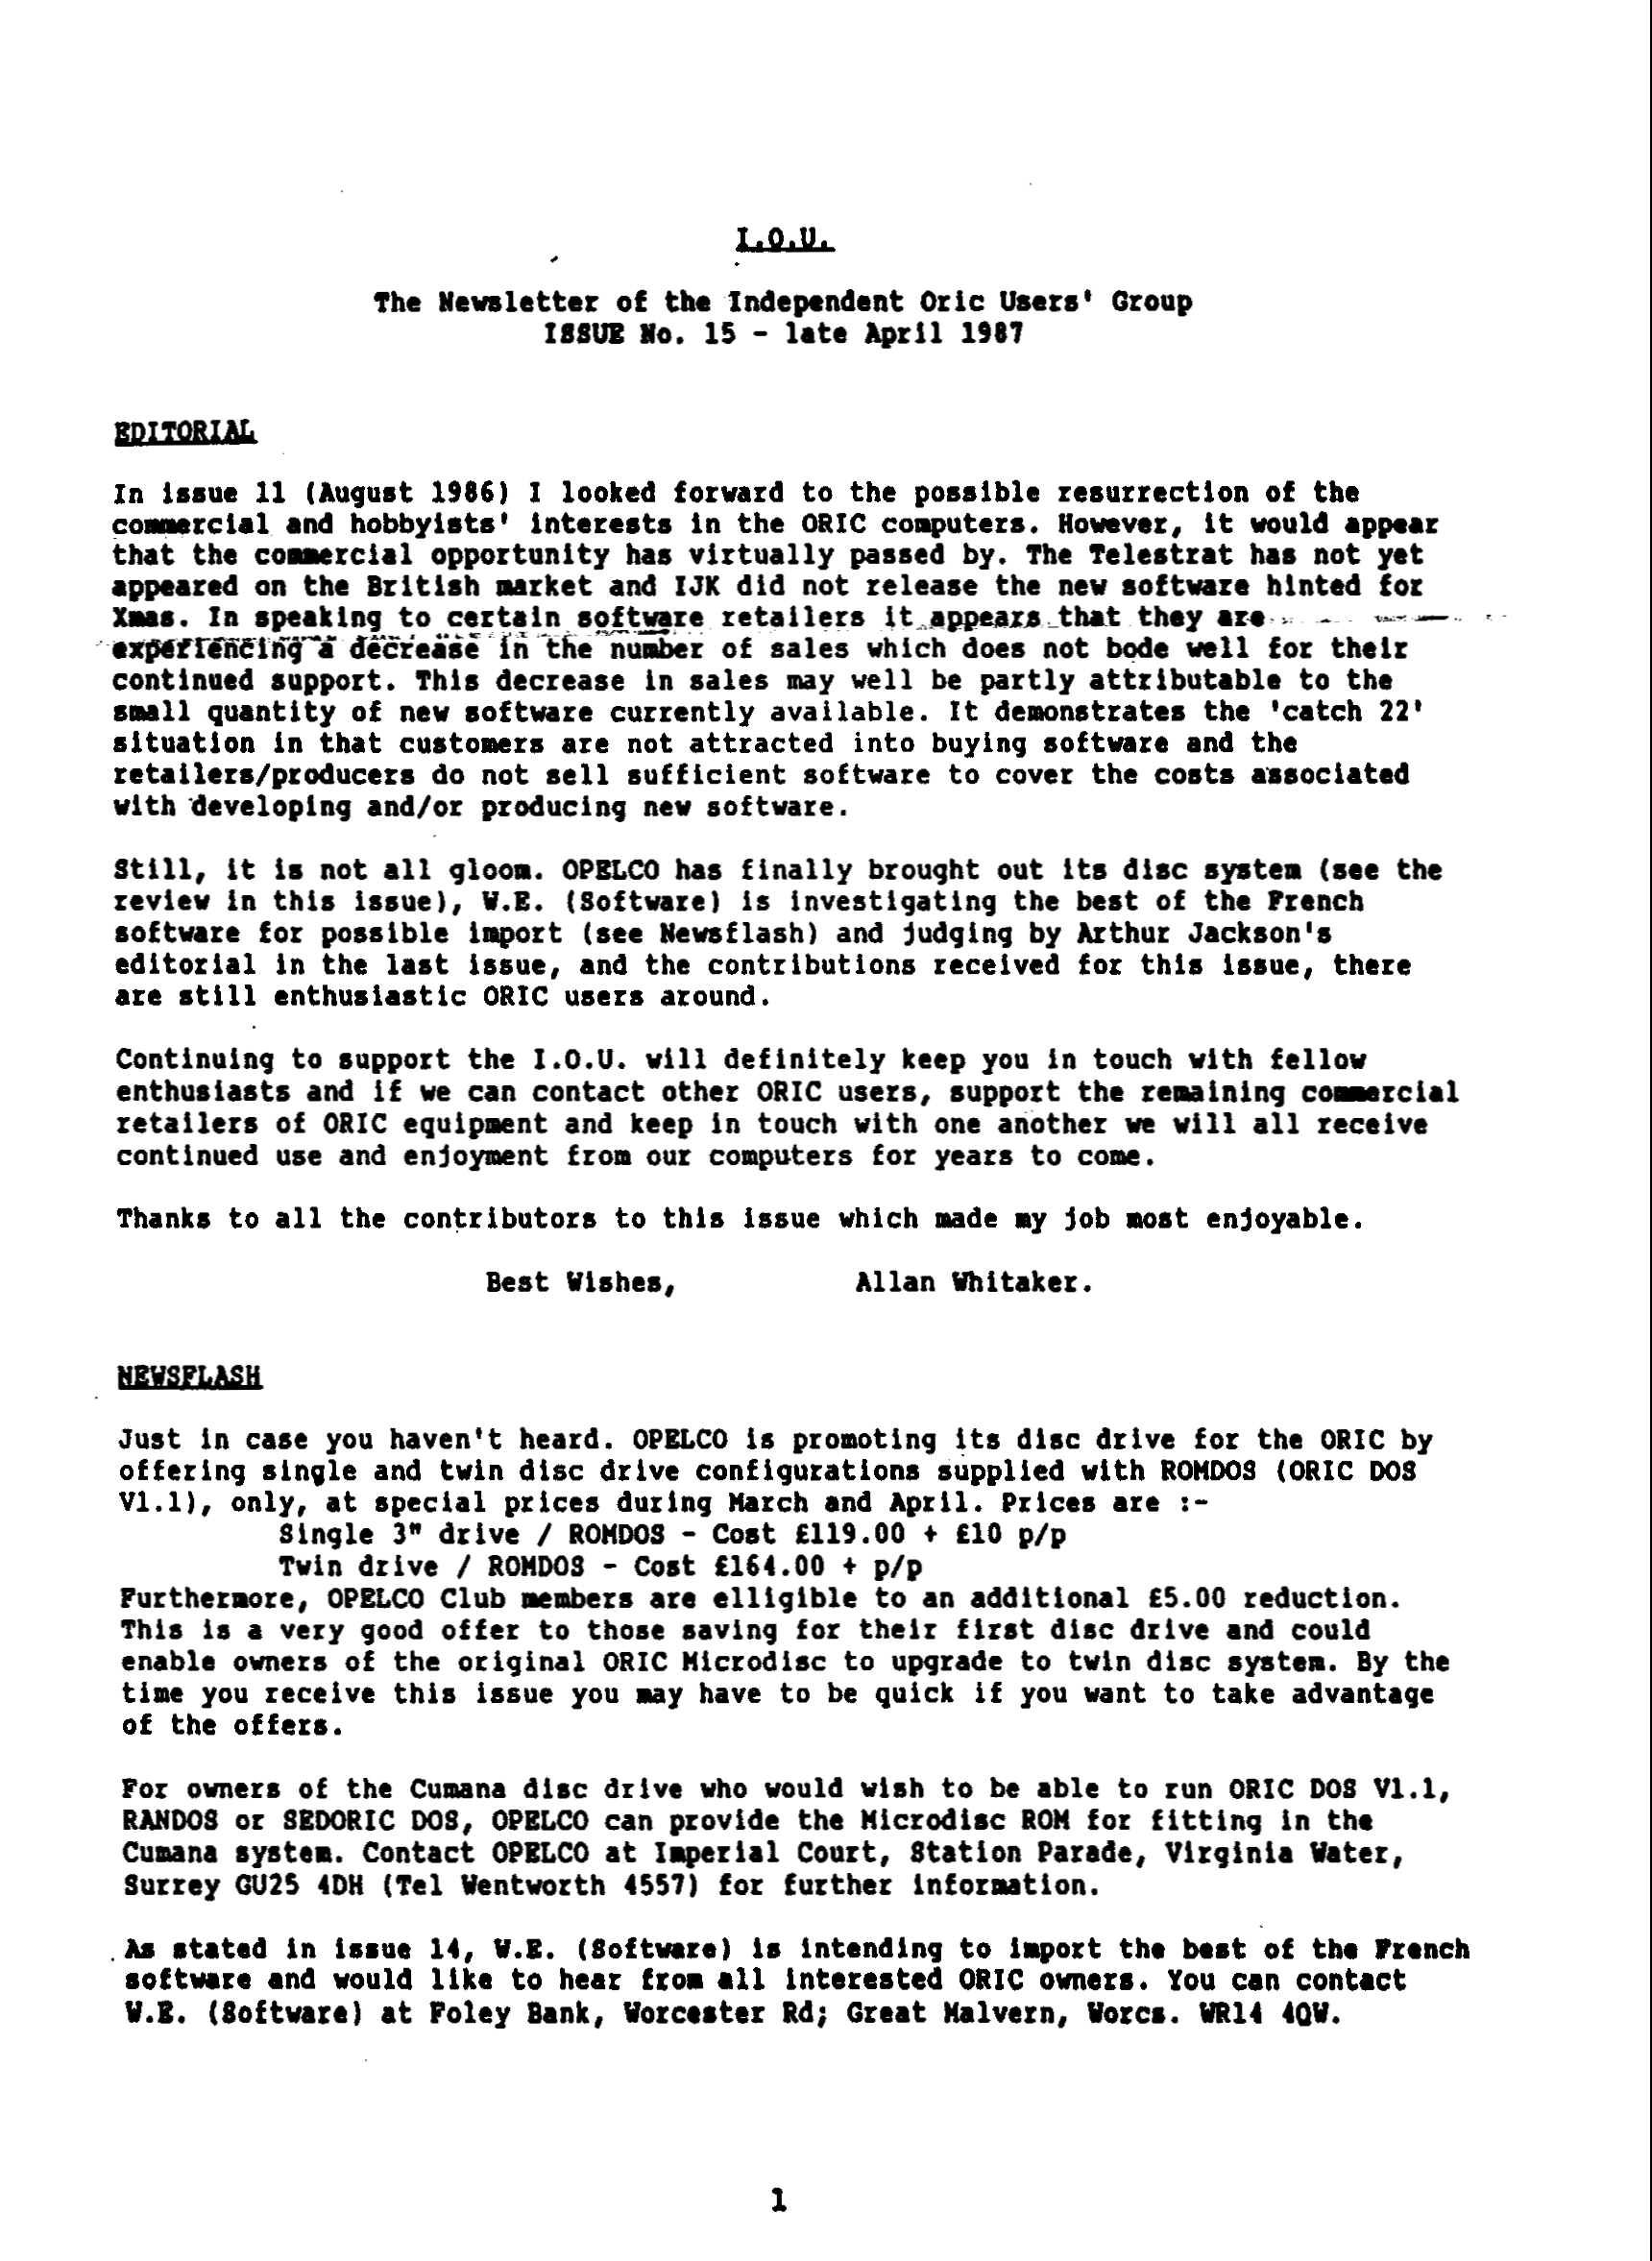 I.O.U.
The Newsletter of the Independent Oric Users' Group
ISSUE No. 15 - late April 1987
EDITORIAL
In issue 11 (August 1986) I looked forward to the possible resurrection of the
commercial and hobbyists' interests in the ORIC computers. However, it would appear
that the commercial opportunity has virtually passed by. The Telestrat has not yet
appeared on the British market and IJK did not release the new software hinted for
Xmas. In speaking to certain software retailers it appears that they are
experiencing a decrease in the number of sales which does not bode well for their
continued support. This decrease in sales may well be partly attributable to the
small quantity of new software currently available. It demonstrates the 'catch 22'
situation in that customers are not attracted into buying software and the
retailers/producers do not sell sufficient software to cover the costs associated
with developing and/or producing new software.
Still, it is not all gloom. OPELCO has finally brought out its disc system (see the
review in this issue), W.E. (Software) is investigating the best of the French
software for possible import (see Newsflash) and judging by Arthur Jackson's
editorial in the last issue, and the contributions received for this issue, there
are still enthusiastic ORIC users around.
Continuing to support the I.O.U. will definitely keep you in touch with fellow
enthusiasts and if we can contact other ORIC users, support the remaining commercial
retailers of ORIC equipment and keep in touch with one another we will all receive
continued use and enjoyment from our computers for years to come.
Thanks to all the contributors to this issue which made my job most enjoyable.
Best Wishes, Allan Whitaker.
NEWSFLASH
Just in case you haven't heard. OPELCO is promoting its disc drive for the ORIC by
offering single and twin disc drive configurations supplied with ROMDOS (ORIC DOS
V1.1), only, at special prices during March and April. Prices are :-
Single 3" drive / ROMDOS - Cost £119.00 + £10 p/p
Twin drive / ROMDOS - Cost £164.00 + p/p
Furthermore, OPELCO Club members are elligible to an additional £5.00 reduction.
This is a very good offer to those saving for their first disc drive and could
enable owners of the original ORIC Microdisc to upgrade to twin disc system. By the
time you receive this issue you may have to be quick if you want to take advantage
of the offers.
For owners of the Cumana disc drive who would wish to be able to run ORIC DOS V1.1,
RANDOS or SEDORIC DOS, OPELCO can provide the Microdisc ROM for fitting in the
Cumana system. Contact OPELCO at Imperial Court, Station Parade, Virginia Water,
Surrey GU25 4DH (Tel Wentworth 4557) for further information.
As stated in issue 14, W.E. (Software) is intending to import the best of the French
software and would like to hear from all interested ORIC owners. You can contact
W.E. (Software) at Foley Bank, Worcester Rd; Great Malvern, Worcs. WR14 4QW.
1